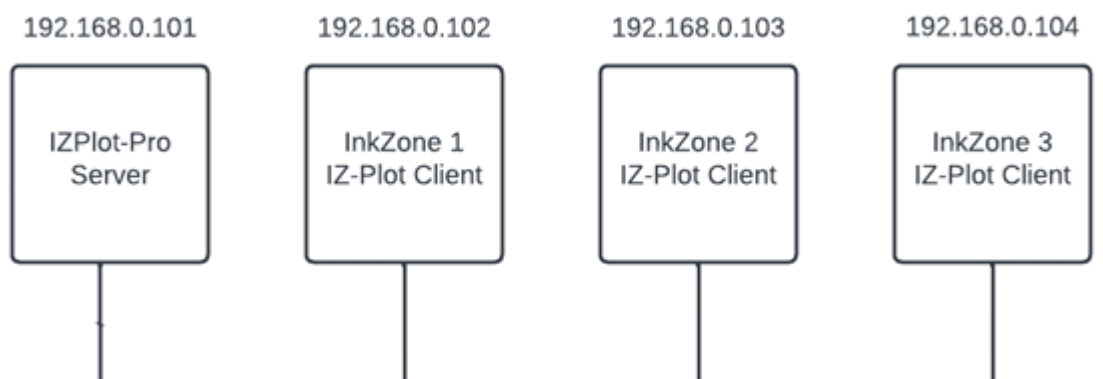 192.168.0.101
192.168.0.102
192.168.0.103
192.168.0.104
IZPlot-Pro
Server
InkZone 1
IZ-Plot Client
InkZone 2
IZ-Plot Client
InkZone 3
IZ-Plot Client